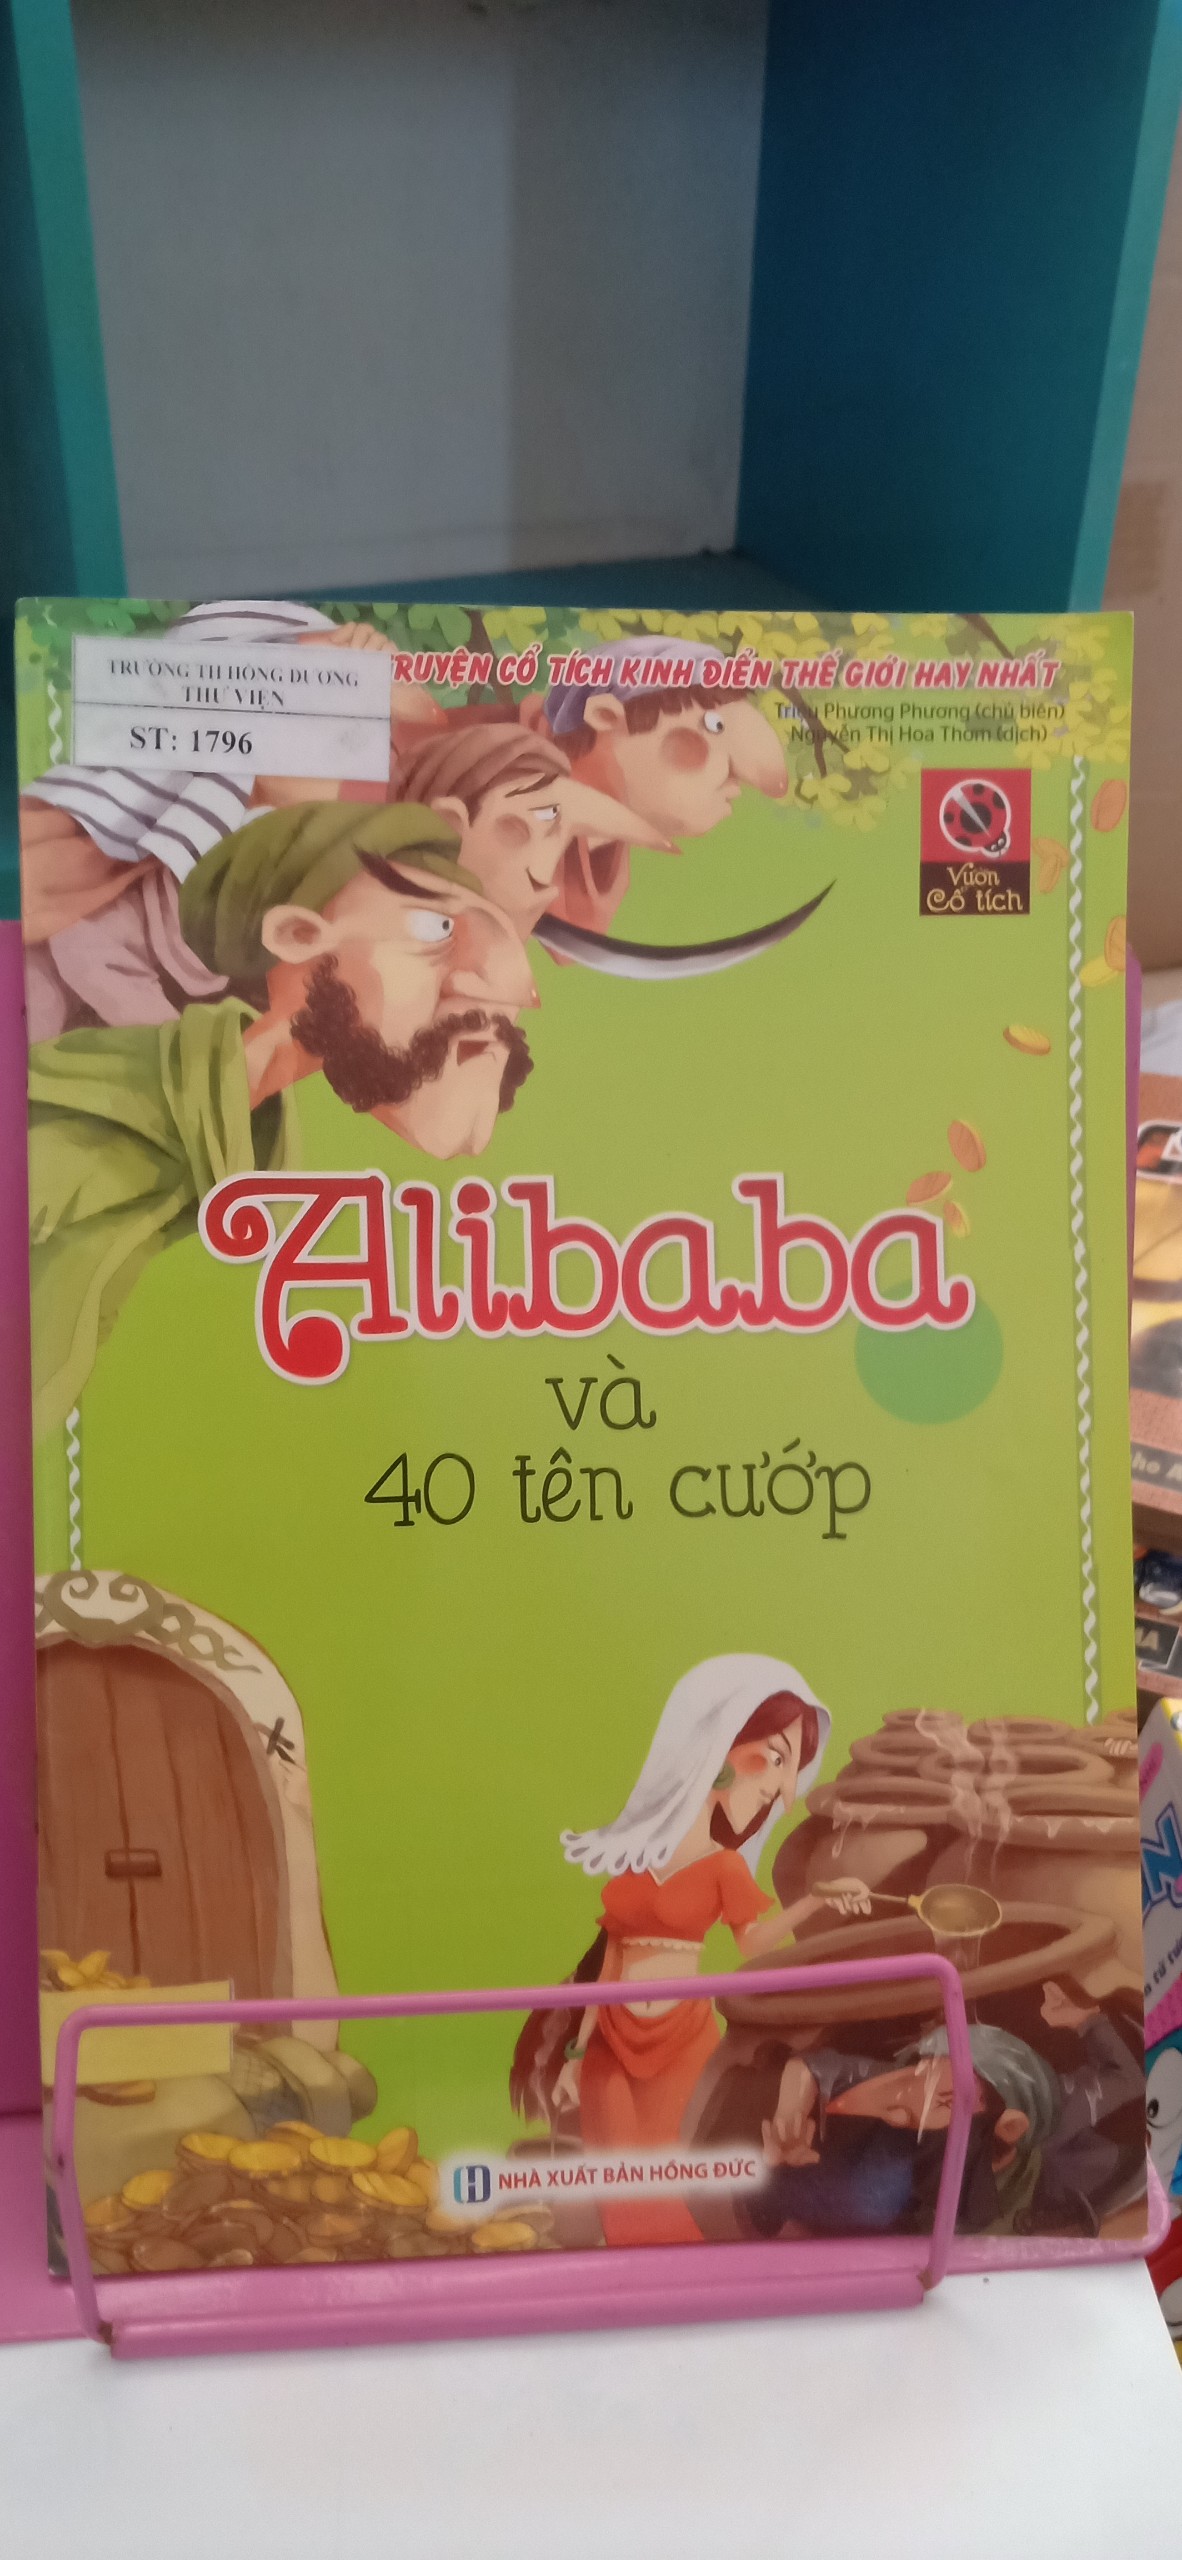 TRƯỜNG TH HỒNG DƯƠNG
THƯ VIỆN
ST: 1796
TRUYỆN CỔ TÍCH KINH ĐIỂN THẾ GIỚI HAY NHẤT
Triệu Phương Phương (chủ biên)
Nguyễn Thị Hoa Thơm (dịch)
Vườn
Cổ tích
Alibaba
và
40 tên cướp
NHÀ XUẤT BẢN HỒNG ĐỨC